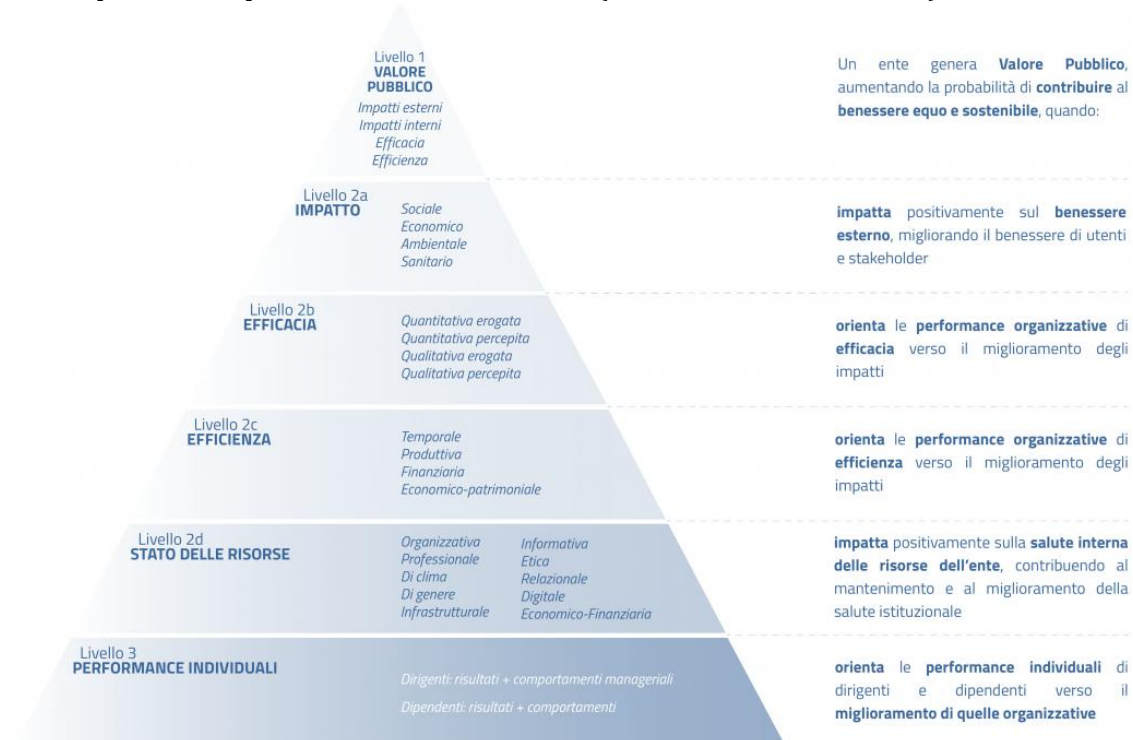 Livello 1
VALORE
PUBBLICO
Impatti esterni
Impatti interni
Efficacia
Efficienza
Un ente genera Valore Pubblico,
aumentando la probabilità di contribuire al
benessere equo e sostenibile, quando:
Livello 2a
IMPATTO
Sociale
Economico
Ambientale
Sanitario
impatta positivamente sul benessere
esterno, migliorando il benessere di utenti
e stakeholder
Livello 2b
EFFICACIA
Quantitativa erogata
Quantitativa percepita
Qualitativa erogata
Qualitativa percepita
orienta le performance organizzative di
efficacia verso il miglioramento degli
impatti
Livello 2c
EFFICIENZA
Temporale
Produttiva
Finanziaria
Economico-patrimoniale
orienta le performance organizzative di
efficienza verso il miglioramento degli
impatti
Livello 2d
STATO DELLE RISORSE
Organizzativa
Professionale
Di clima
Di genere
Infrastrutturale
Informativa
Etica
Relazionale
Digitale
Economico-Finanziaria
impatta positivamente sulla salute interna
delle risorse dell'ente, contribuendo al
mantenimento e al miglioramento della
salute istituzionale
Livello 3
PERFORMANCE INDIVIDUALI
Dirigenti: risultati + comportamenti manageriali
Dipendenti: risultati + comportamenti
orienta le performance individuali di
dirigenti e dipendenti verso il
miglioramento di quelle organizzative